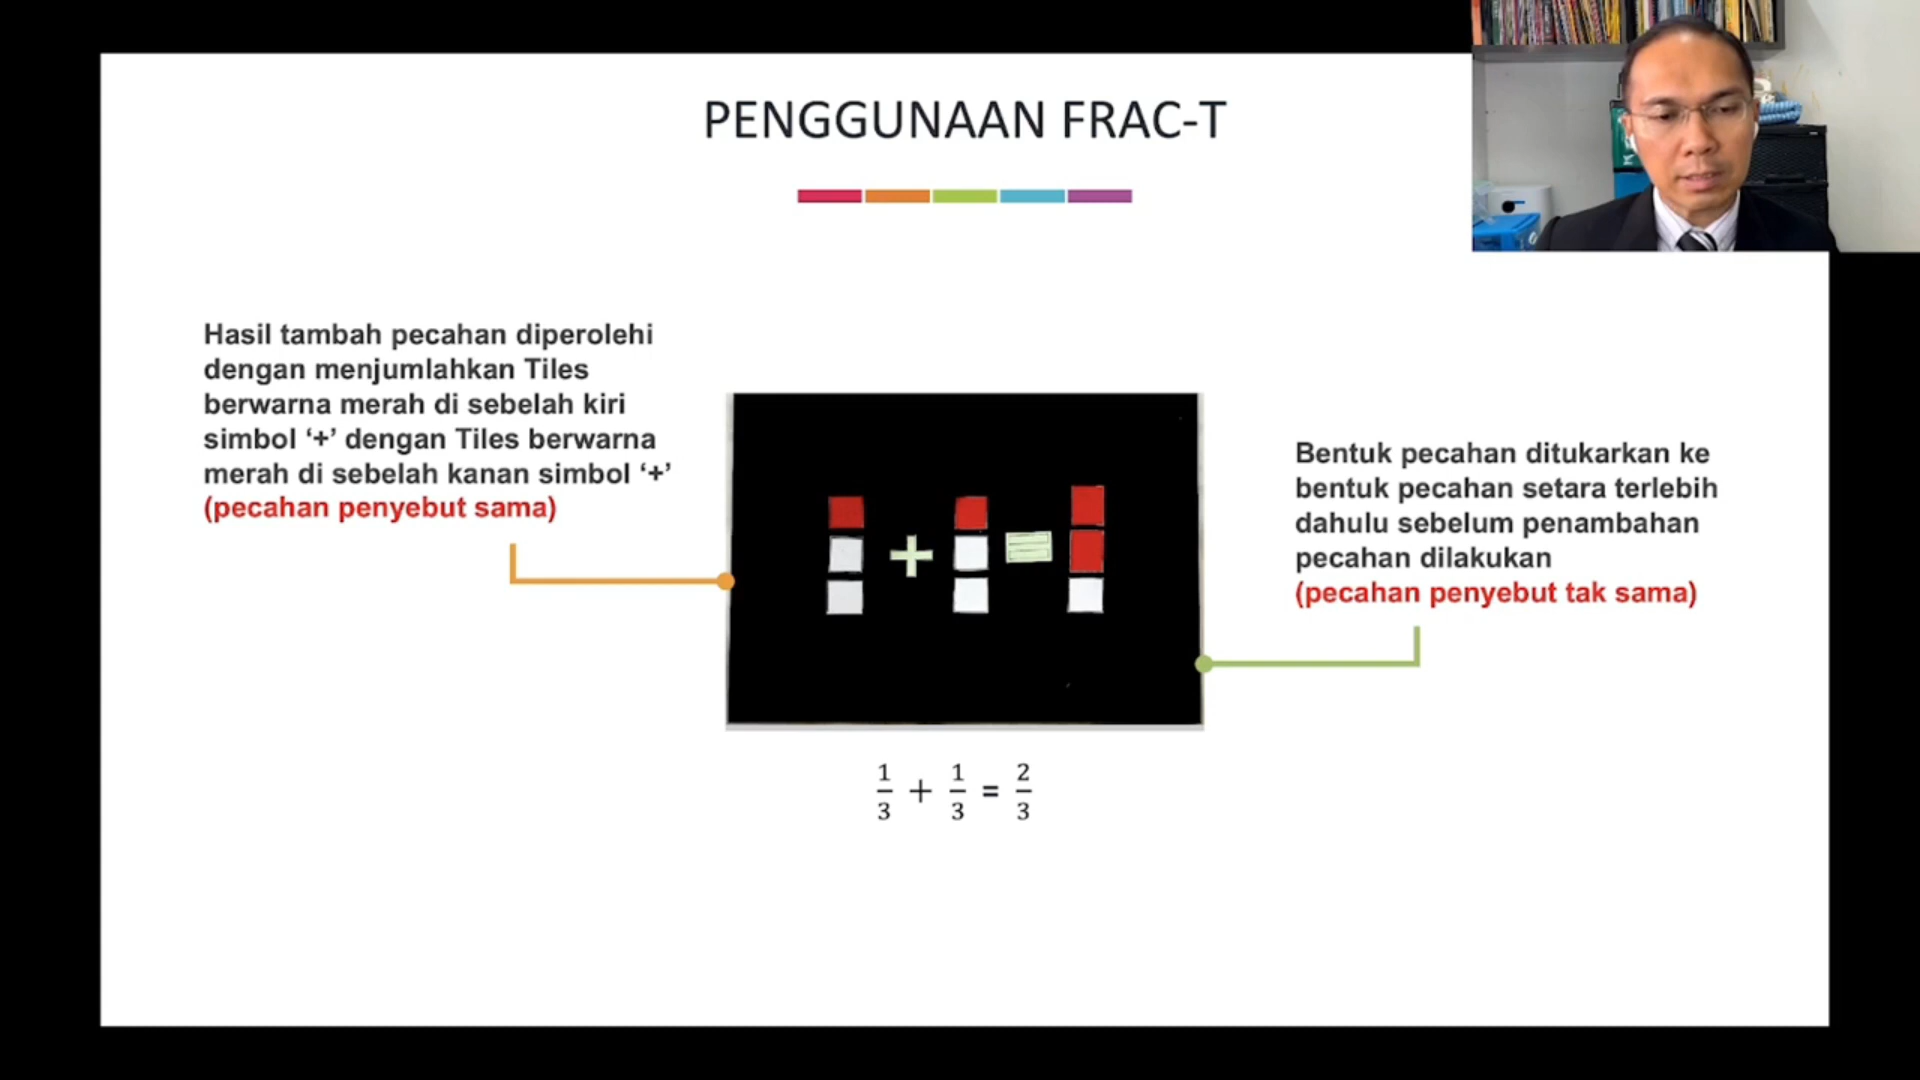 PENGGUNAAN FRAC-T
Hasil tambah pecahan diperolehi
dengan menjumlahkan Tiles
berwarna merah di sebelah kiri
simbol ‘+’ dengan Tiles berwarna
merah di sebelah kanan simbol ‘+’
(pecahan penyebut sama)
Bentuk pecahan ditukarkan ke
bentuk pecahan setara terlebih
dahulu sebelum penambahan
pecahan dilakukan
(pecahan penyebut tak sama)
+ =
1/3 + 1/3 = 2/3